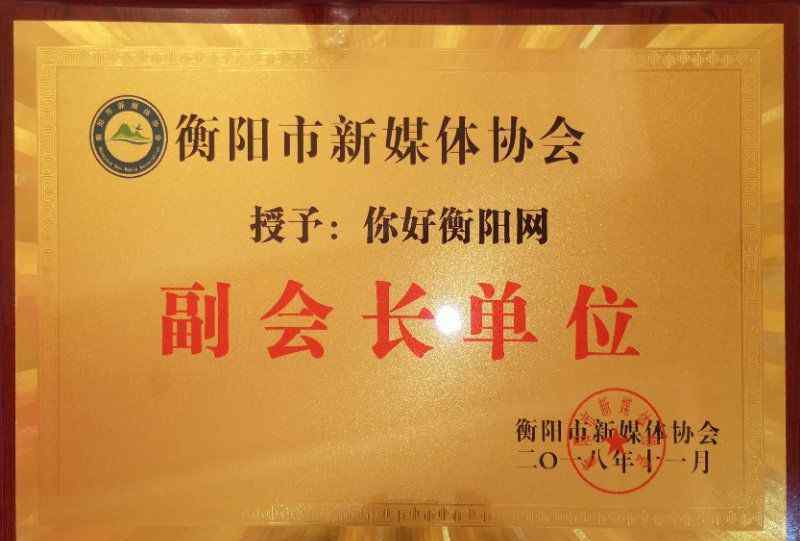 衡阳市新媒体协会
授予：你好衡阳网
副会长单位
衡阳市新媒体协会
二〇一八年十一月